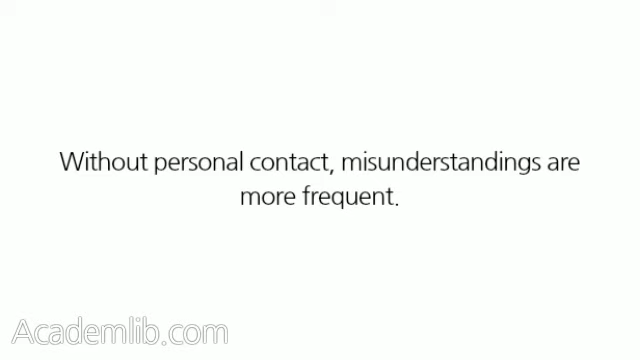 Without personal contact, misunderstandings are
more frequent.
Academlib.com